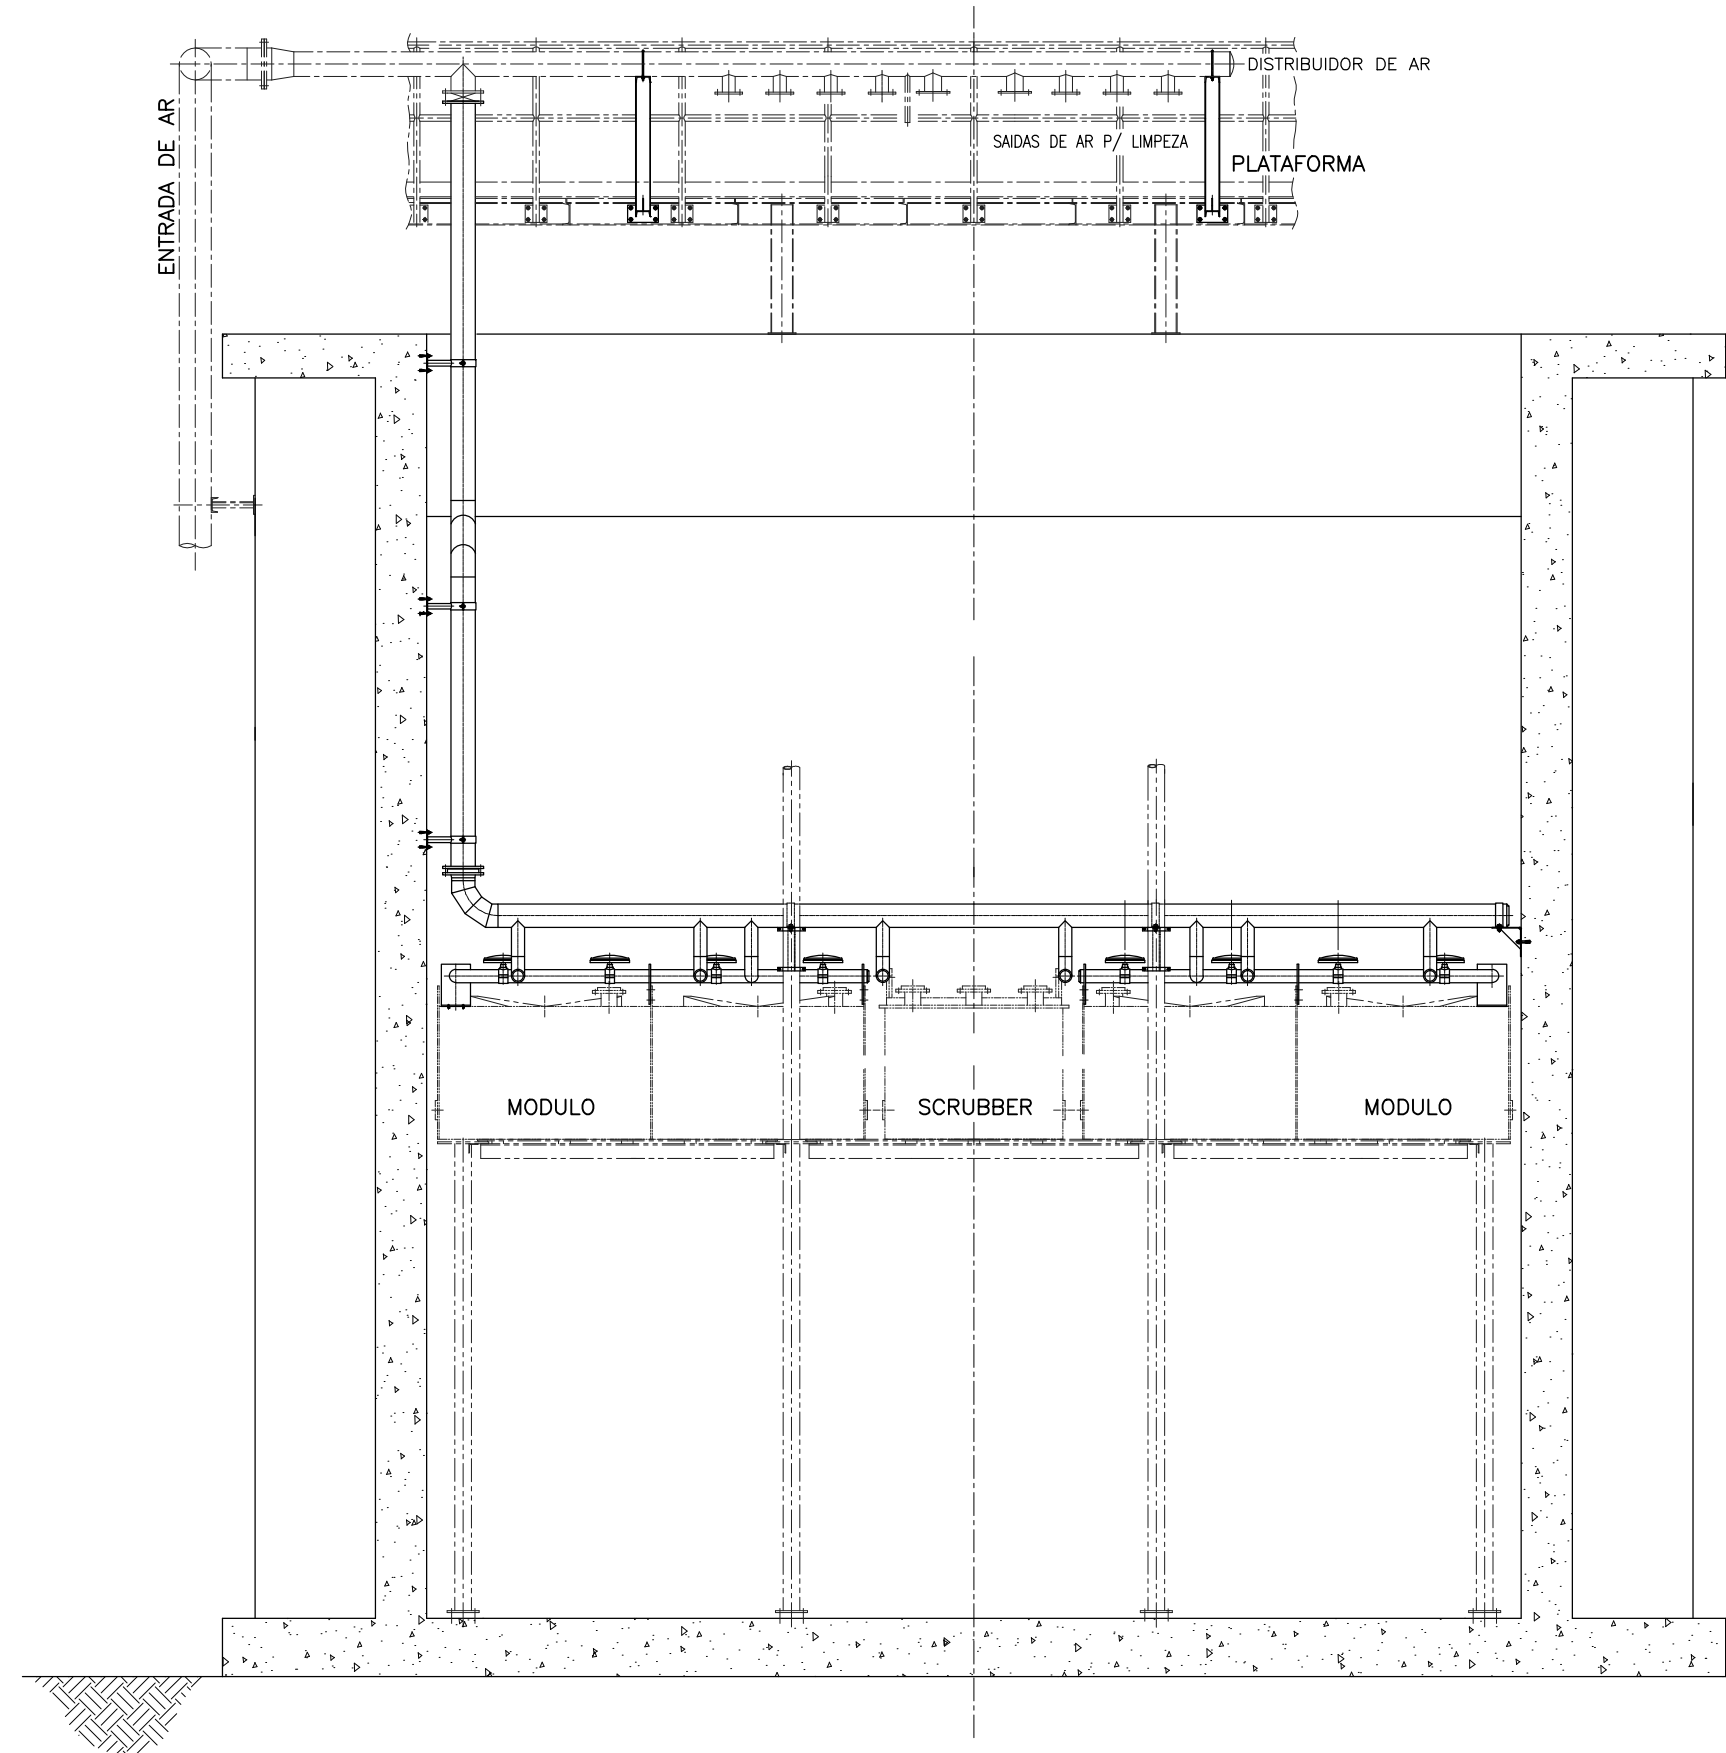 DISTRIBUIDOR DE AR
ENTRADA DE AR
SAIDAS DE AR P/ LIMPEZA
PLATAFORMA
MODULO
SCRUBBER
MODULO